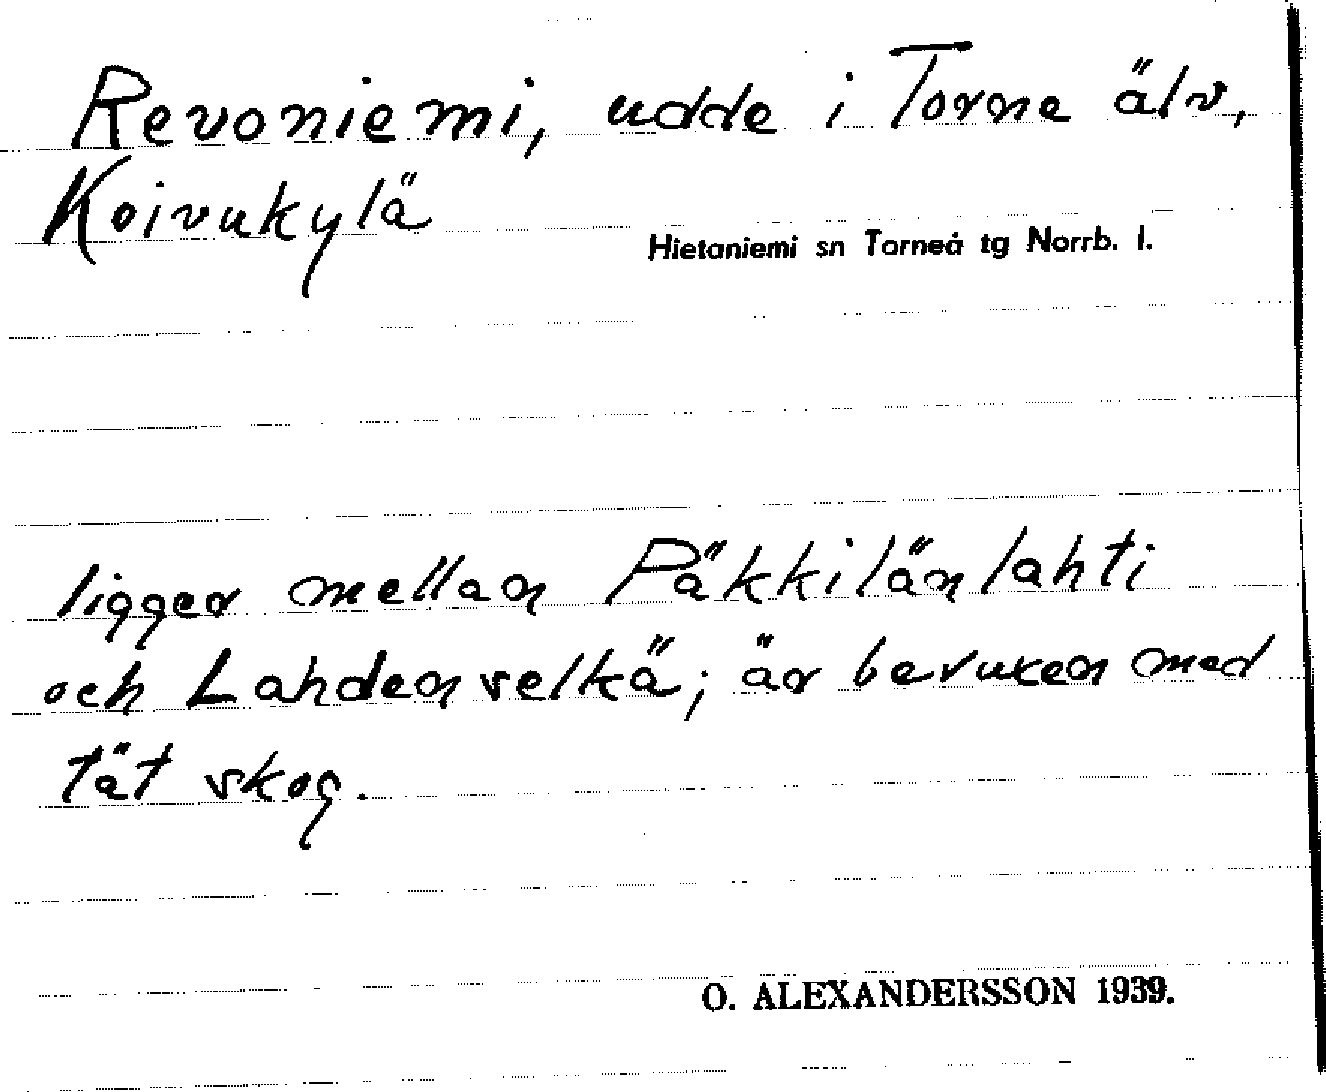 Revoniemi, udde i Torne älv,
Koivukylä
Hietaniemi sn Torneå tg Norrb. l.
ligger mellan Päkkilänlahti
och Lahdenselkä; är bevuxen med
tät skog.
O. ALEXANDERSSON 1939.